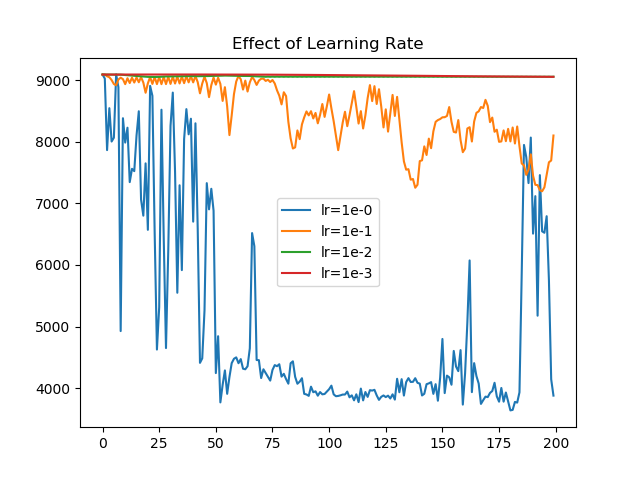 Effect of Learning Rate
9000
8000
7000
6000
5000
4000
lr=1e-0
lr=1e-1
lr=1e-2
lr=1e-3
0 25 50 75 100 125 150 175 200